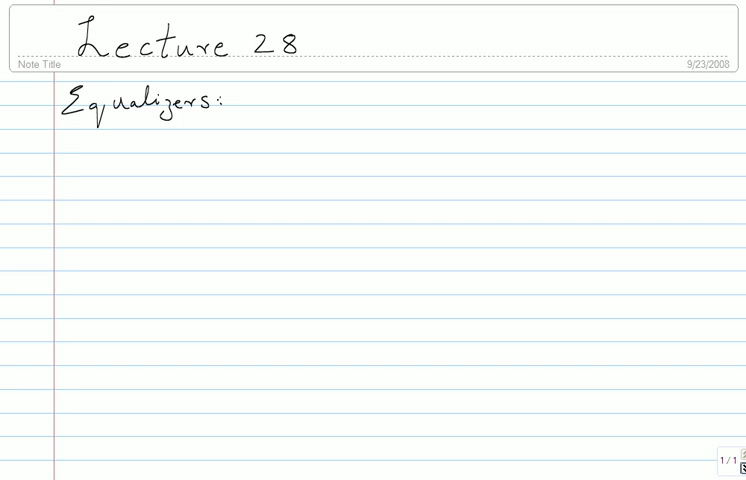 Lecture 28
Note Title
9/23/2008
Equalizers:
1 / 1